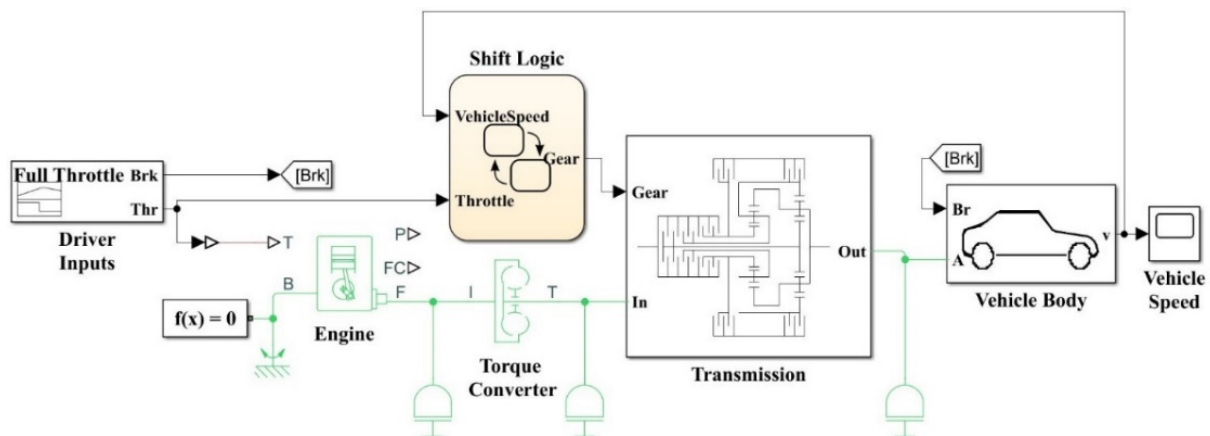 Shift Logic
VehicleSpeed
Gear
Throttle
Full Throttle
Brk
Thr
Driver
Inputs
[Brk]
T
P
FC
B
F
Engine
f(x) = 0
I
T
Torque
Converter
Gear
In
Out
Transmission
[Brk]
Br
A
v
Vehicle Body
Vehicle
Speed